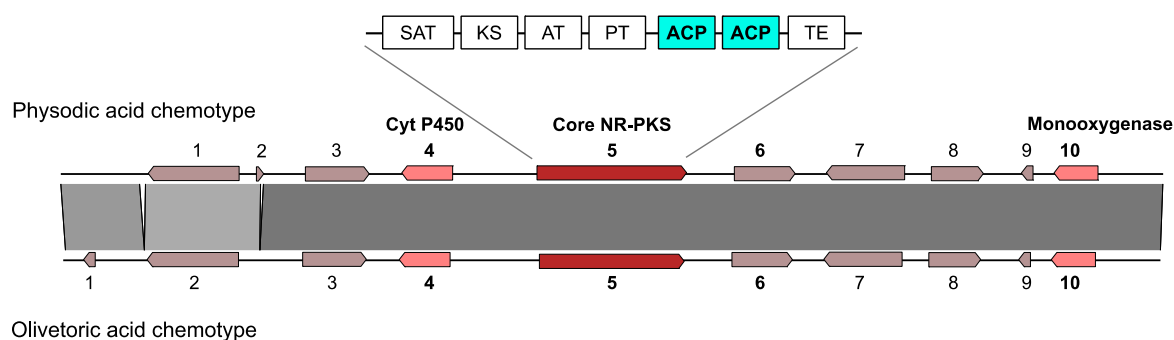 SAT KS AT PT ACP ACP TE
Physodic acid chemotype
Cyt P450 Core NR-PKS Monooxygenase
1 2 3 4 5 6 7 8 9 10
1 2 3 4 5 6 7 8 9 10
Olivetoric acid chemotype